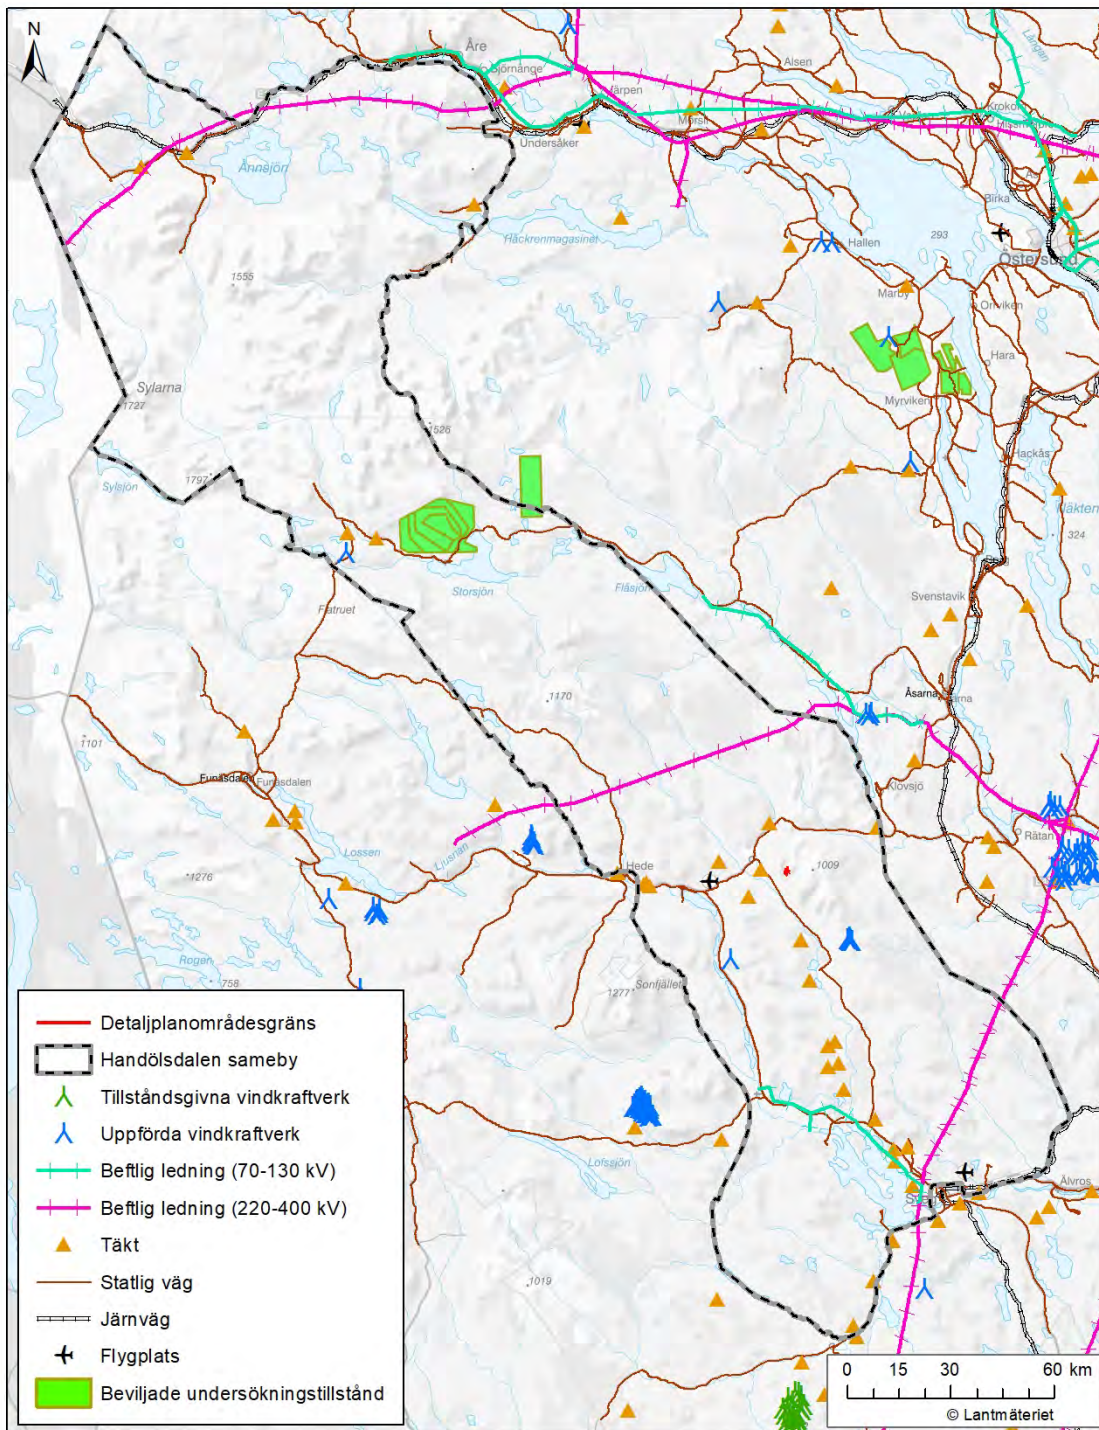 N
Åre
Björnänge
Järpen
Mörsil
Alsen
Långan
Krokom
Undersåker
Ånnsjön
Häckrenmagasinet
Hallen
293
Birka
Ås
Östersund
1555
Marby
Orrviken
Hara
Myrviken
Sylarna
1727
1526
Hackås
Näkten
324
Sylsjön
1797
Storsjön
Flåsjön
Flatruet
Svenstavik
Åsarna
1170
1101
Funäsdalen
Funäsdalen
Klövsjö
Rätan
Ljusnan
Lossen
Hede
1009
1276
Rogen
758
Sonfjället
1277
Lofssjön
Älvros
1019
Detaljplanområdesgräns
Handölsdalen sameby
Tillståndsgivna vindkraftverk
Uppförda vindkraftverk
Beftlig ledning (70-130 kV)
Beftlig ledning (220-400 kV)
Täkt
Statlig väg
Järnväg
Flygplats
Beviljade undersökningstillstånd
0 15 30 60 km
© Lantmäteriet